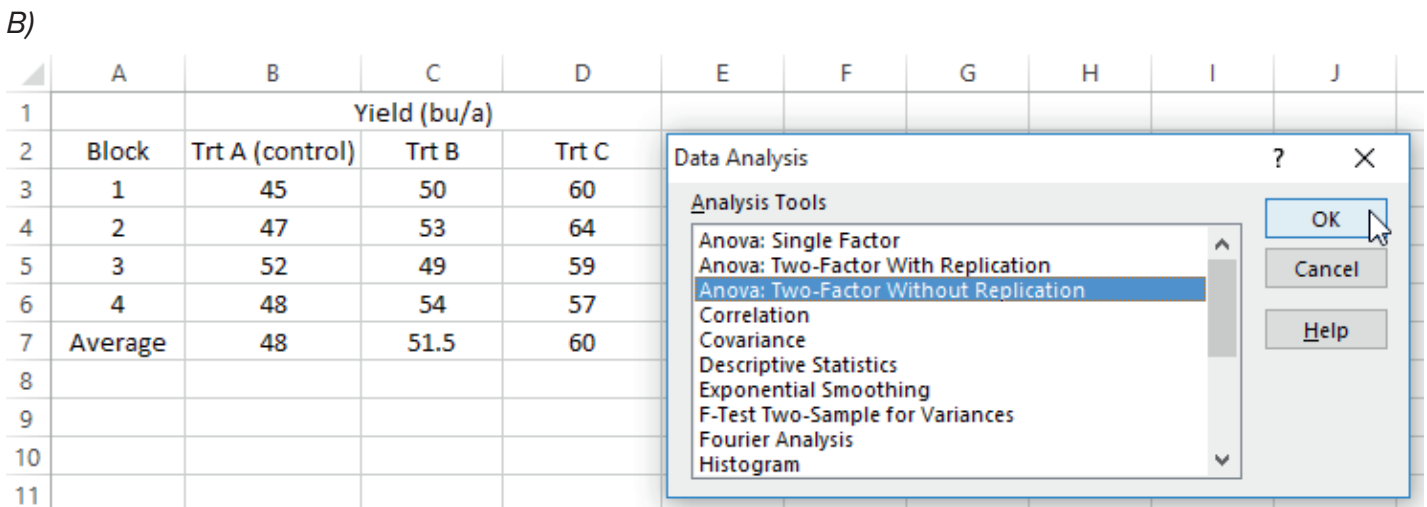 B)
A B C D E F G H I J
1 Yield (bu/a)
2 Block Trt A (control) Trt B Trt C
3 1 45 50 60
4 2 47 53 64
5 3 52 49 59
6 4 48 54 57
7 Average 48 51.5 60
8
9
10
11
Data Analysis ? X
Analysis Tools
Anova: Single Factor
Anova: Two-Factor With Replication
Anova: Two-Factor Without Replication
Correlation
Covariance
Descriptive Statistics
Exponential Smoothing
F-Test Two-Sample for Variances
Fourier Analysis
Histogram
OK
Cancel
Help